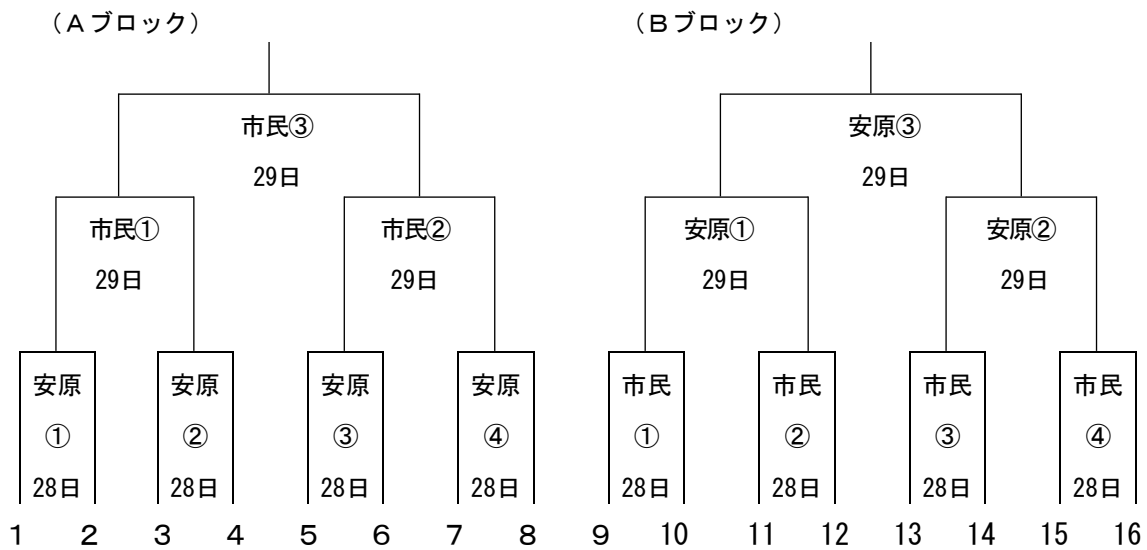 （Ａブロック） （Ｂブロック）
市民③ 安原③
29日 29日
市民① 市民② 安原① 安原②
29日 29日 29日 29日
安原 安原 安原 安原 市民 市民 市民 市民
① ② ③ ④ ① ② ③ ④
28日 28日 28日 28日 28日 28日 28日 28日
1 2 3 4 5 6 7 8 9 10 11 12 13 14 15 16